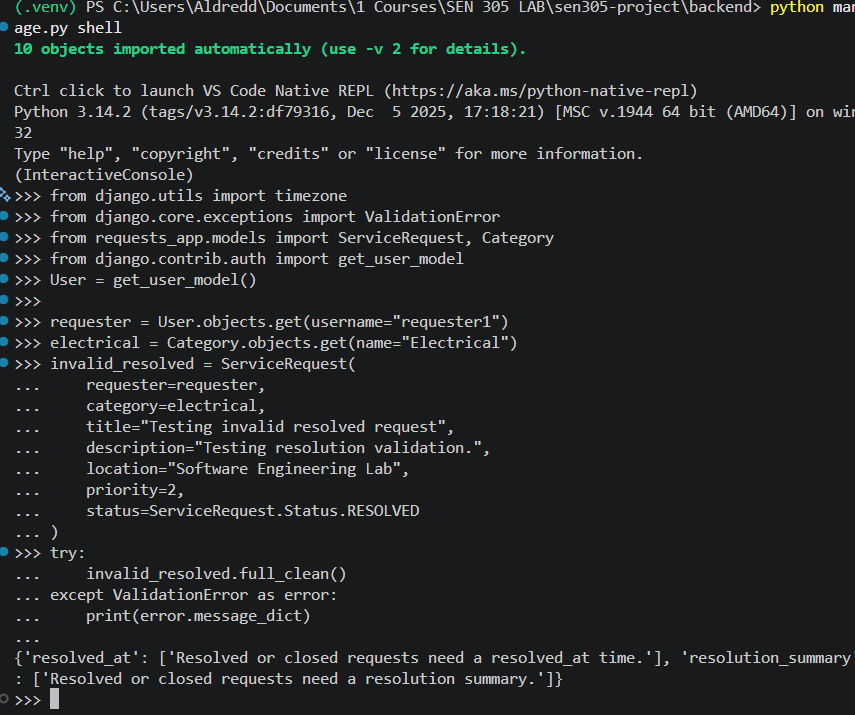 (.venv) PS C:\Users\Aldredd\Documents\1 Courses\SEN 305 LAB\sen305-project\backend> python man
age.py shell
10 objects imported automatically (use -v 2 for details).
Ctrl click to launch VS Code Native REPL (https://aka.ms/python-native-repl)
Python 3.14.2 (tags/v3.14.2:df79316, Dec  5 2025, 17:18:21) [MSC v.1944 64 bit (AMD64)] on win
32
Type "help", "copyright", "credits" or "license" for more information.
(InteractiveConsole)
>>> from django.utils import timezone
>>> from django.core.exceptions import ValidationError
>>> from requests_app.models import ServiceRequest, Category
>>> from django.contrib.auth import get_user_model
>>> User = get_user_model()
>>>
>>> requester = User.objects.get(username="requester1")
>>> electrical = Category.objects.get(name="Electrical")
>>> invalid_resolved = ServiceRequest(
...     requester=requester,
...     category=electrical,
...     title="Testing invalid resolved request",
...     description="Testing resolution validation.",
...     location="Software Engineering Lab",
...     priority=2,
...     status=ServiceRequest.Status.RESOLVED
... )
>>> try:
...     invalid_resolved.full_clean()
... except ValidationError as error:
...     print(error.message_dict)
...
{'resolved_at': ['Resolved or closed requests need a resolved_at time.'], 'resolution_summary'
: ['Resolved or closed requests need a resolution summary.']}
>>>